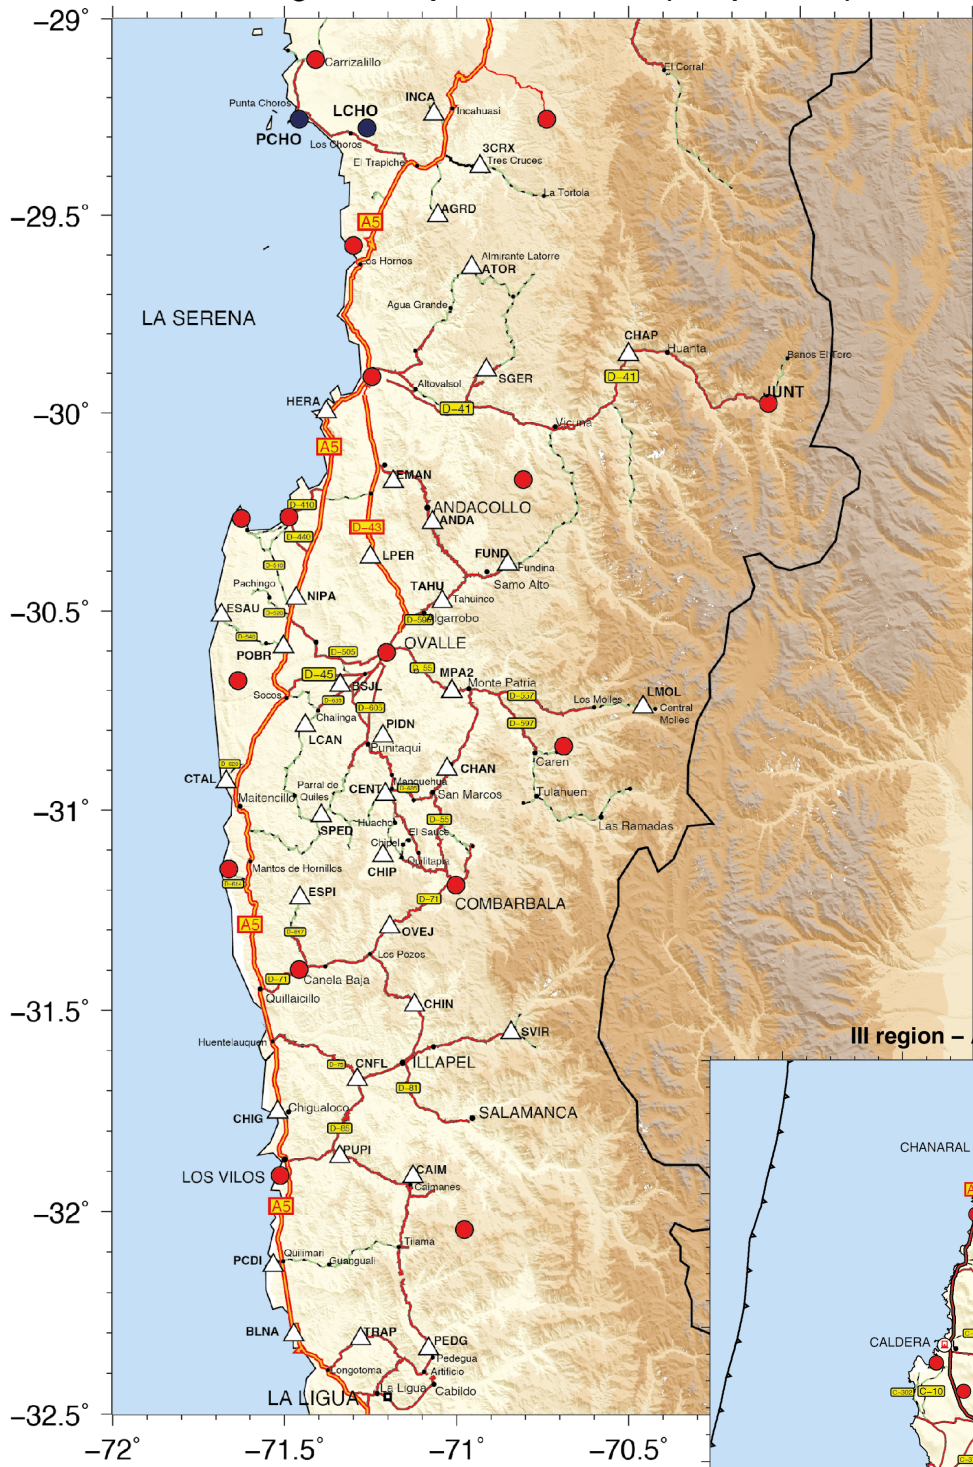 −29°
Carrizalillo
El Corral
INCA
Punta Choros
LCHO
Incahuasi
PCHO
Los Choros
3CRX
El Trapiche
Tres Cruces
La Tortola
−29.5°
AGRD
A5
Almirante Latorre
Los Hornos
ATOR
Agua Grande
LA SERENA
CHAP
Huanta
Banos El Toro
SGER
D−41
Altovalsol
JUNT
HERA
D−41
−30°
Vicuna
A5
EMAN
D−410
ANDACOLLO
ANDA
D−43
D−440
LPER
FUND
Fundina
Samo Alto
Pachingo
TAHU
NIPA
Tahuinco
−30.5°
ESAU
Algarrobo
POBR
D−505
OVALLE
D−45
D−55
MPA2
Monte Patria
BSJL
Socos
D−557
Los Molles
LMOL
Central
Molles
D−605
Chalinga
D−597
PIDN
LCAN
Punitaqui
Caren
CHAN
CTAL
Parral de
Quiles
CENT
Manquehua
San Marcos
Tulahuen
−31°
Maitencillo
SPED
Huacho
D−55
Las Ramadas
El Sauce
Chipel
Quilitapia
CHIP
Mantos de Hornillos
ESPI
D−71
COMBARBALA
A5
OVEJ
Los Pozos
D−71
Canela Baja
Quillaicillo
CHIN
−31.5°
SVIR
Huentelauquen
III region –
CNFL
ILLAPEL
D−81
CHIG
Chigualoco
SALAMANCA
D−85
PUPI
CHANARAL
LOS VILOS
CAIM
Caimanes
A5
−32°
Tilama
Quilimari
PCDI
Guanguali
BLNA
TRAP
PEDG
CALDERA
Pedegua
Longotoma
Artificio
La Ligua
Cabildo
C−10
LA LIGUA
−32.5°
−72°
−71.5°
−71°
−70.5°